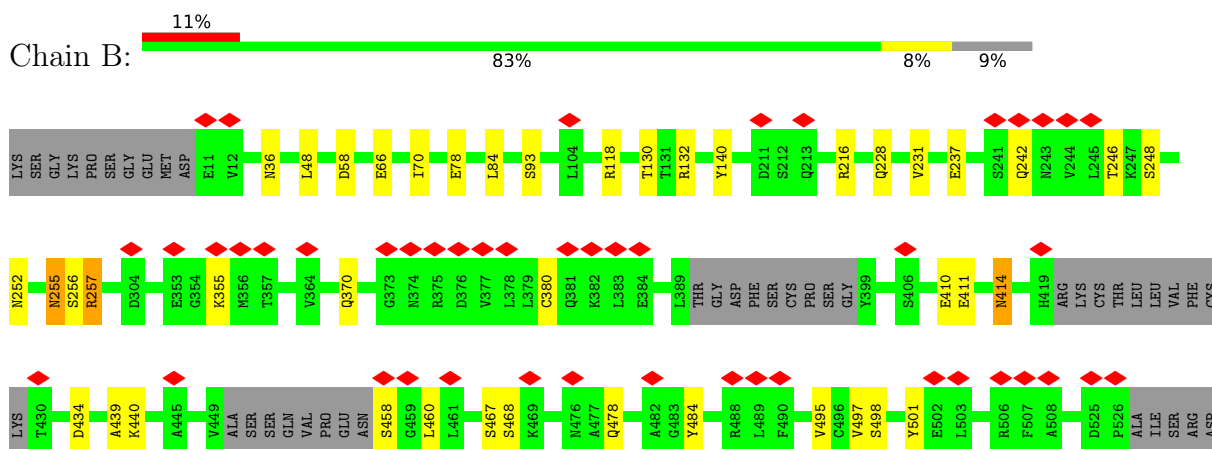 11%
Chain B:
83% 8% 9%
LYS SER GLY LYS PRO SER GLY GLU MET ASP E11 V12 N36 L48 D58 E66 I70 E78 L84 S93 L104 R118 T130 T131 R132 Y140 D211 S212 Q213 R216 Q228 V231 E237 S241 Q242 N243 V244 L245 T246 K247 S248
N252 N255 S256 R257 D304 E353 G354 K355 M356 T357 V364 Q370 G373 N374 R375 D376 V377 L378 L379 C380 Q381 K382 L383 E384 L389 THR GLY ASP PHE SER CYS PRO SER GLY Y399 S406 E410 E411 N414 H419 ARG LYS CYS THR LEU LEU VAL PHE CYS
LYS T430 D434 A439 K440 A445 V449 ALA SER SER GLN VAL PRO GLU ASN S458 G459 L460 L461 S467 S468 K469 N476 A477 Q478 A482 G483 Y484 R488 L489 F490 V495 C496 V497 S498 Y501 E502 L503 R506 F507 A508 D525 P526 ALA ILE SER ARG ASP